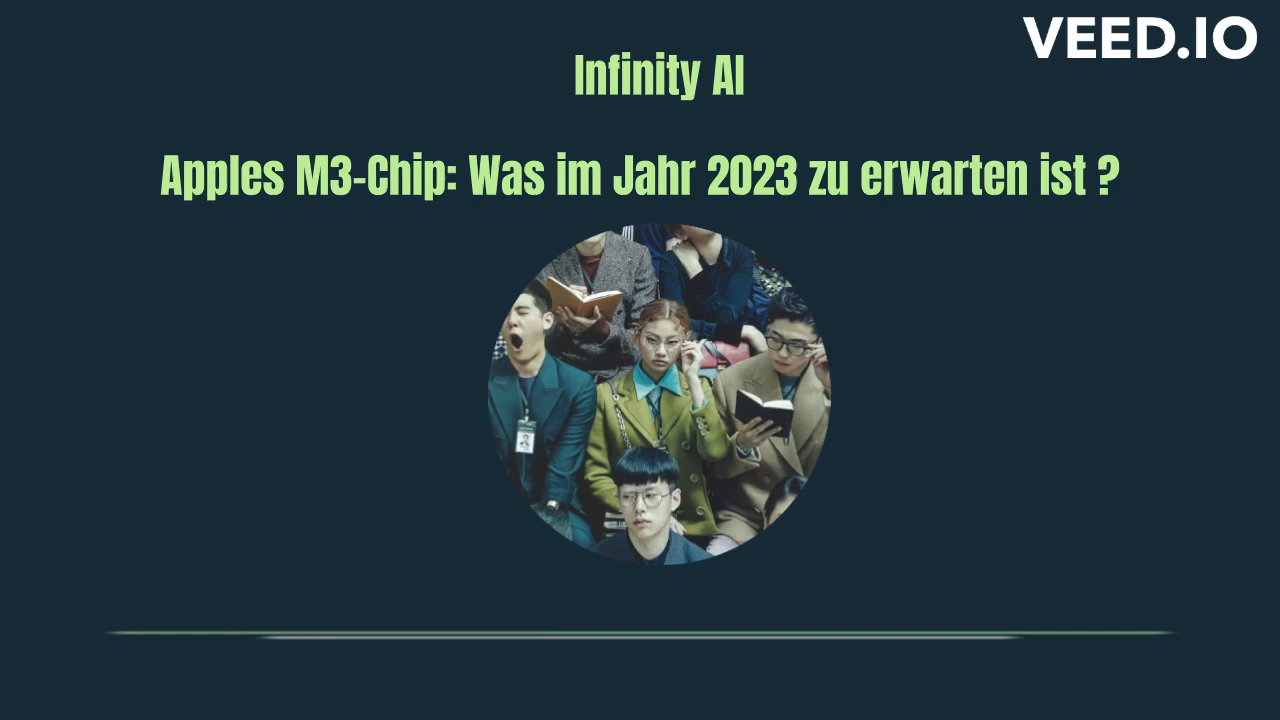 VEED.IO
Infinity AI
Apples M3-Chip: Was im Jahr 2023 zu erwarten ist ?